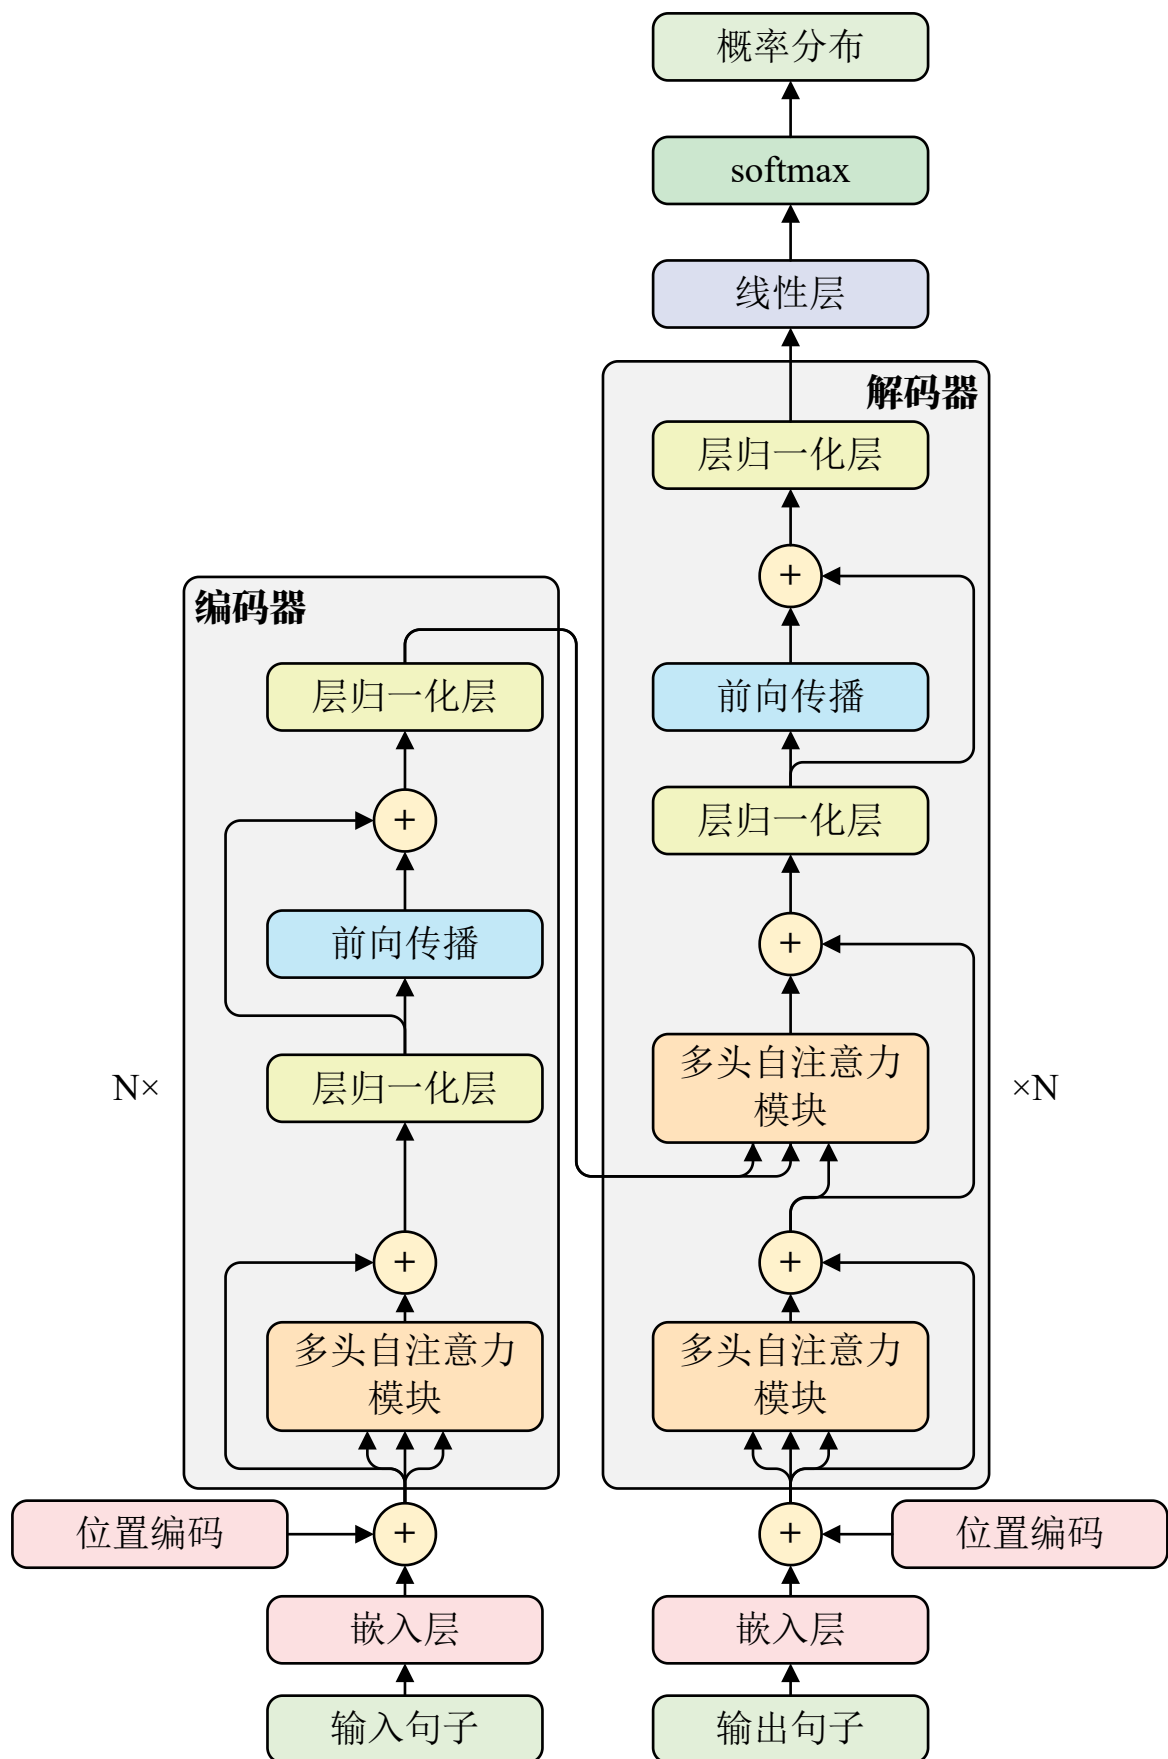 概率分布
softmax
线性层
解码器
层归一化层
+
前向传播
层归一化层
+
多头自注意力
模块
+
多头自注意力
模块
×N
编码器
层归一化层
+
前向传播
层归一化层
N×
+
多头自注意力
模块
位置编码
+
嵌入层
输入句子
+
位置编码
嵌入层
输出句子